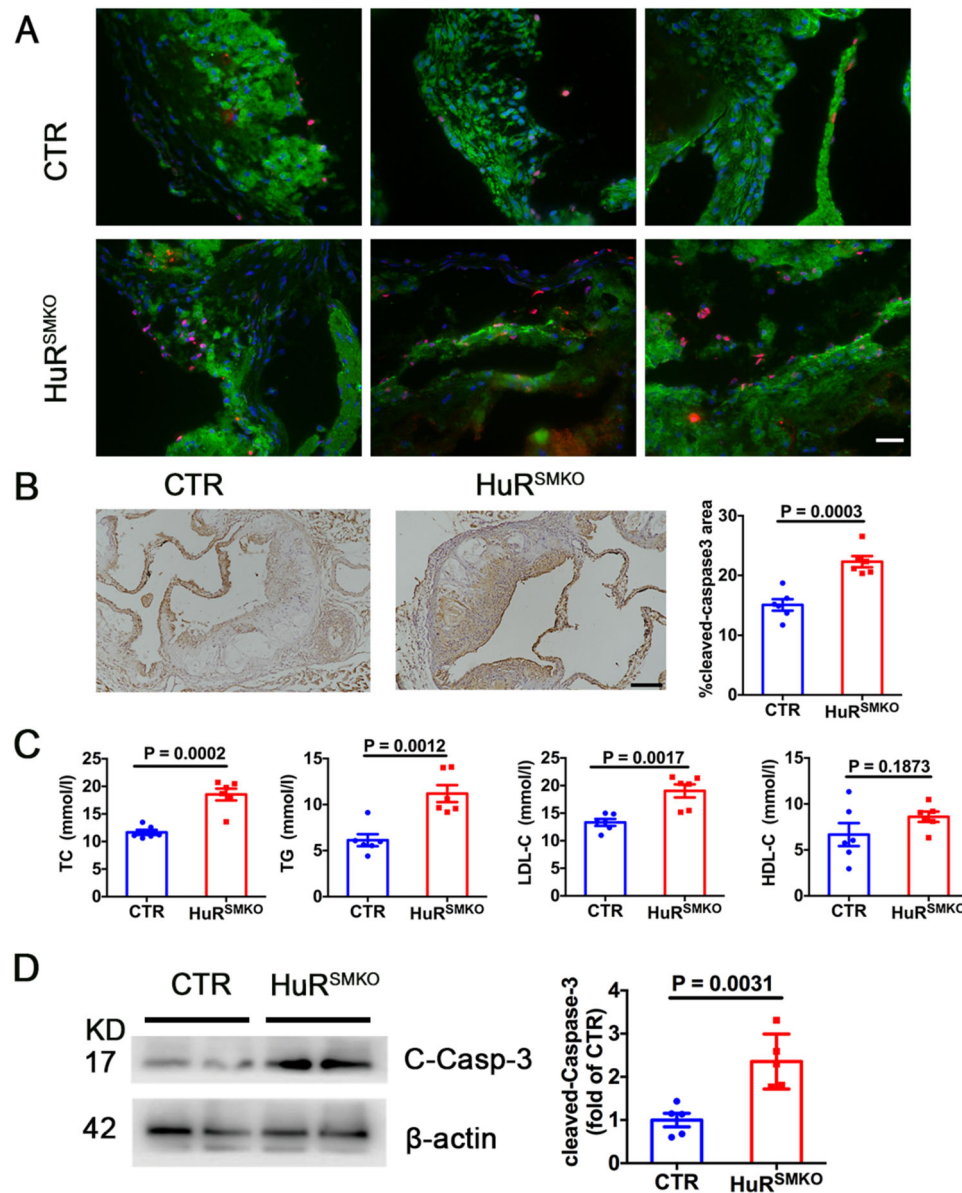 A
CTR
HuR^SMKO
B
CTR
HuR^SMKO
%cleaved-caspase3 area
P = 0.0003
30
20
10
0
CTR
HuR^SMKO
C
TC (mmol/l)
P = 0.0002
25
20
15
10
5
0
CTR
HuR^SMKO
TG (mmol/l)
P = 0.0012
15
10
5
0
CTR
HuR^SMKO
LDL-C (mmol/l)
P = 0.0017
25
20
15
10
5
0
CTR
HuR^SMKO
HDL-C (mmol/l)
P = 0.1873
15
10
5
0
CTR
HuR^SMKO
D
CTR
HuR^SMKO
KD
17
C-Casp-3
42
β-actin
cleaved-Caspase-3
(fold of CTR)
P = 0.0031
4
3
2
1
0
CTR
HuR^SMKO